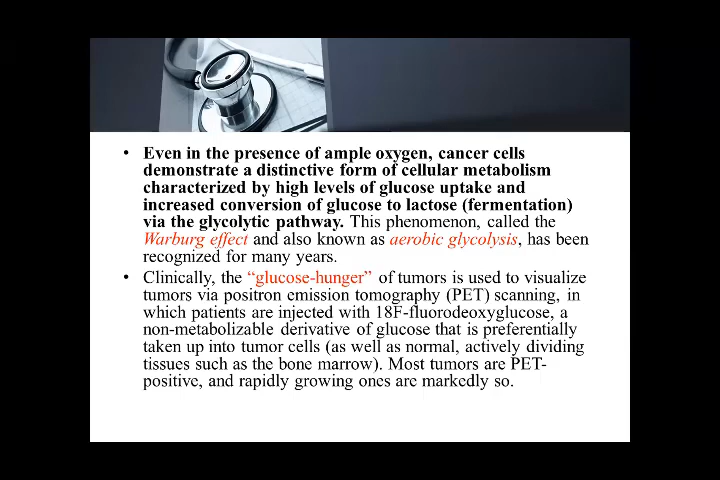 • Even in the presence of ample oxygen, cancer cells
demonstrate a distinctive form of cellular metabolism
characterized by high levels of glucose uptake and
increased conversion of glucose to lactose (fermentation)
via the glycolytic pathway. This phenomenon, called the
Warburg effect and also known as aerobic glycolysis, has been
recognized for many years.
• Clinically, the “glucose-hunger” of tumors is used to visualize
tumors via positron emission tomography (PET) scanning, in
which patients are injected with 18F-fluorodeoxyglucose, a
non-metabolizable derivative of glucose that is preferentially
taken up into tumor cells (as well as normal, actively dividing
tissues such as the bone marrow). Most tumors are PET-
positive, and rapidly growing ones are markedly so.